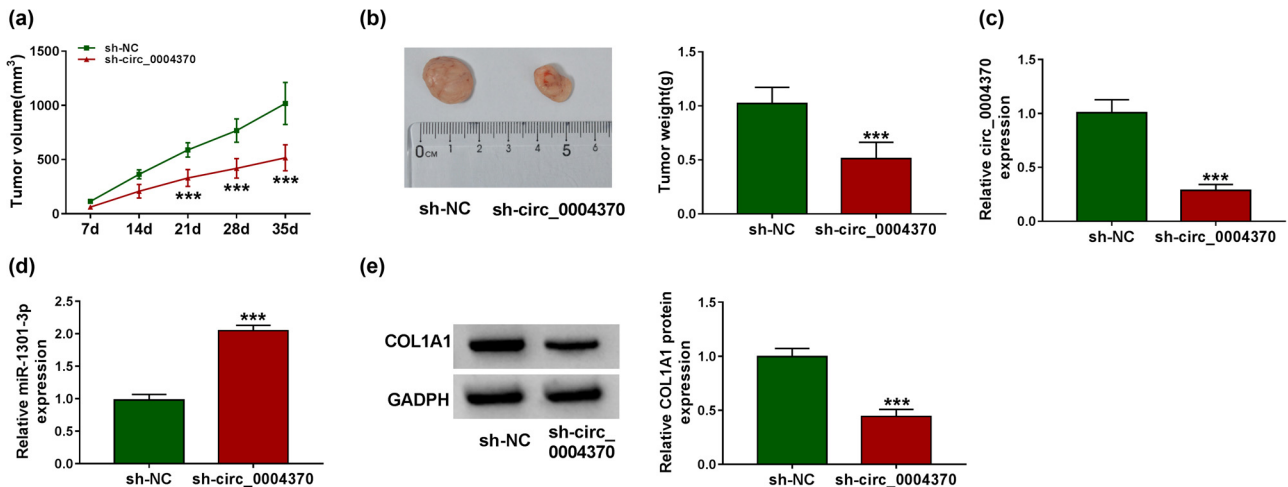 (a)
sh-NC
sh-circ_0004370
Tumor volume(mm3)
1500
1000
500
0
7d 14d 21d 28d 35d
*** *** ***
(b)
0CM 1 2 3 4 5 6
sh-NC sh-circ_0004370
Tumor weight(g)
1.5
1.0
0.5
0.0
***
sh-NC sh-circ_0004370
(c)
Relative circ_0004370
expression
1.5
1.0
0.5
0.0
***
sh-NC sh-circ_0004370
(d)
Relative miR-1301-3p
expression
2.5
2.0
1.5
1.0
0.5
0.0
***
sh-NC sh-circ_0004370
(e)
COL1A1
GADPH
sh-NC sh-circ_
0004370
Relative COL1A1 protein
expression
1.5
1.0
0.5
0.0
***
sh-NC sh-circ_0004370